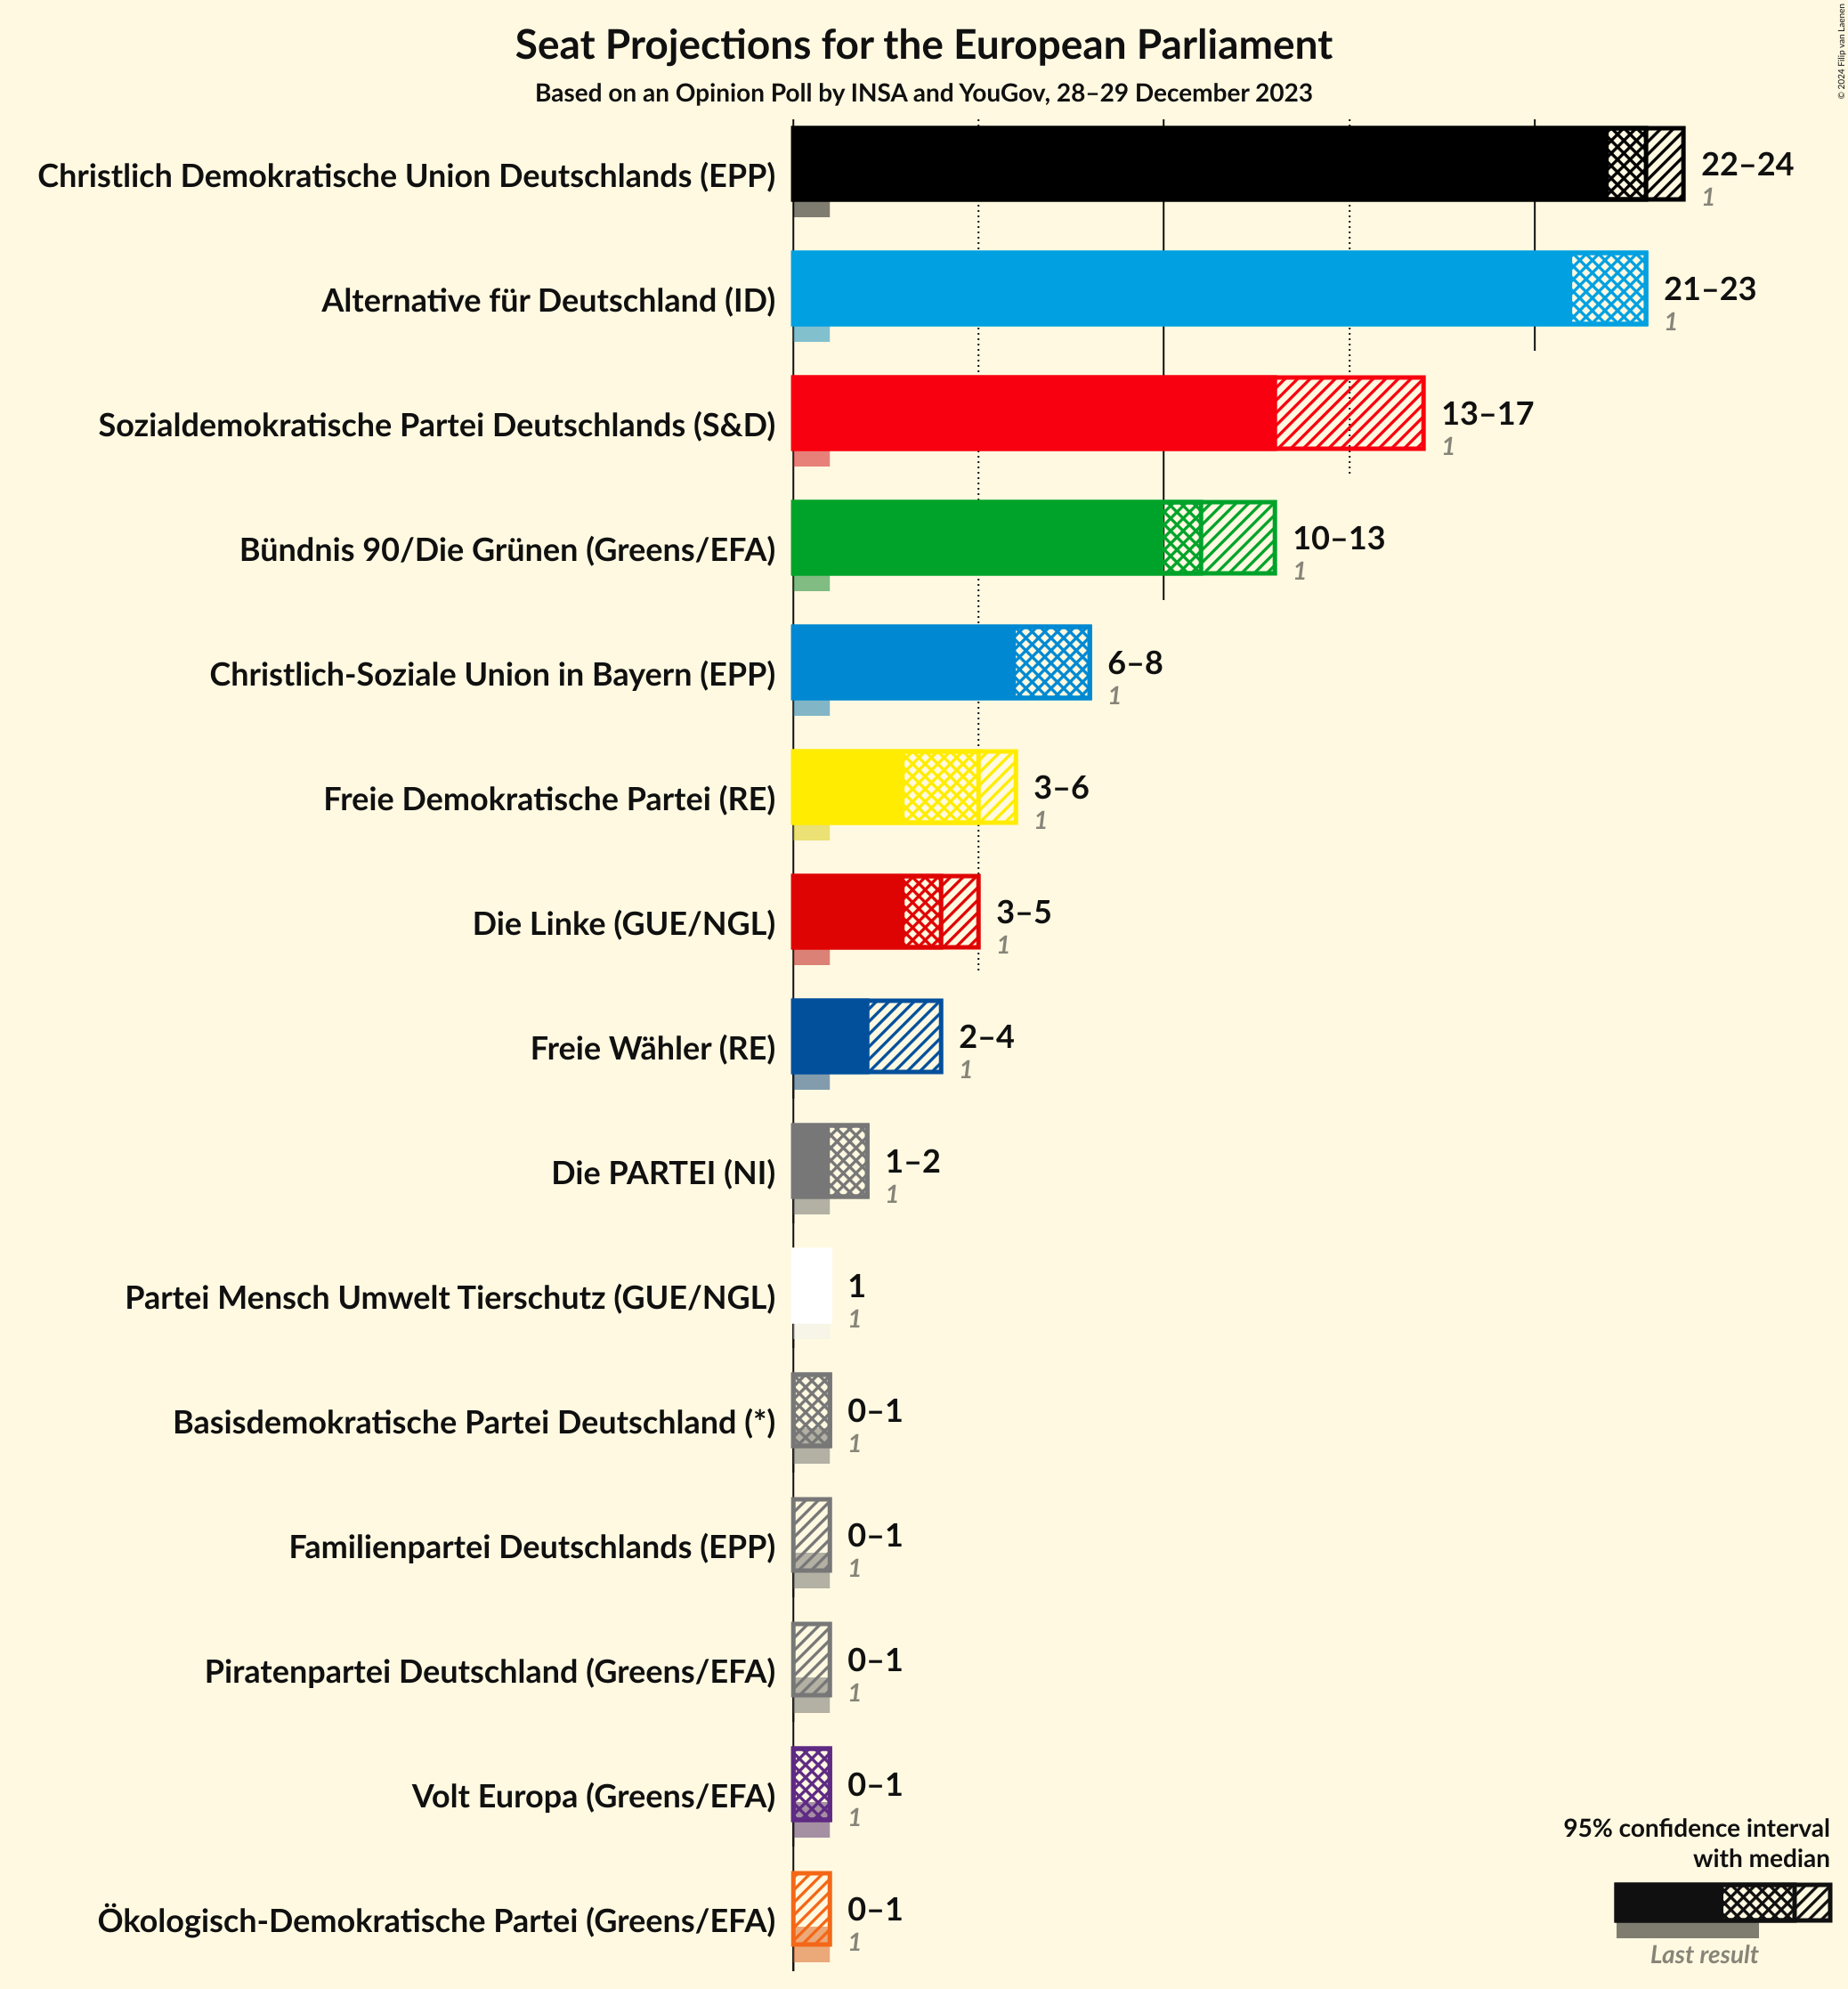 Seat Projections for the European Parliament
Based on an Opinion Poll by INSA and YouGov, 28–29 December 2023
© 2024 Filip van Laenen
Christlich Demokratische Union Deutschlands (EPP)
22–24
1
Alternative für Deutschland (ID)
21–23
1
Sozialdemokratische Partei Deutschlands (S&D)
13–17
1
Bündnis 90/Die Grünen (Greens/EFA)
10–13
1
Christlich-Soziale Union in Bayern (EPP)
6–8
1
Freie Demokratische Partei (RE)
3–6
1
Die Linke (GUE/NGL)
3–5
1
Freie Wähler (RE)
2–4
1
Die PARTEI (NI)
1–2
1
Partei Mensch Umwelt Tierschutz (GUE/NGL)
1
1
Basisdemokratische Partei Deutschland (*)
0–1
1
Familienpartei Deutschlands (EPP)
0–1
1
Piratenpartei Deutschland (Greens/EFA)
0–1
1
Volt Europa (Greens/EFA)
0–1
1
Ökologisch-Demokratische Partei (Greens/EFA)
0–1
1
95% confidence interval
with median
Last result